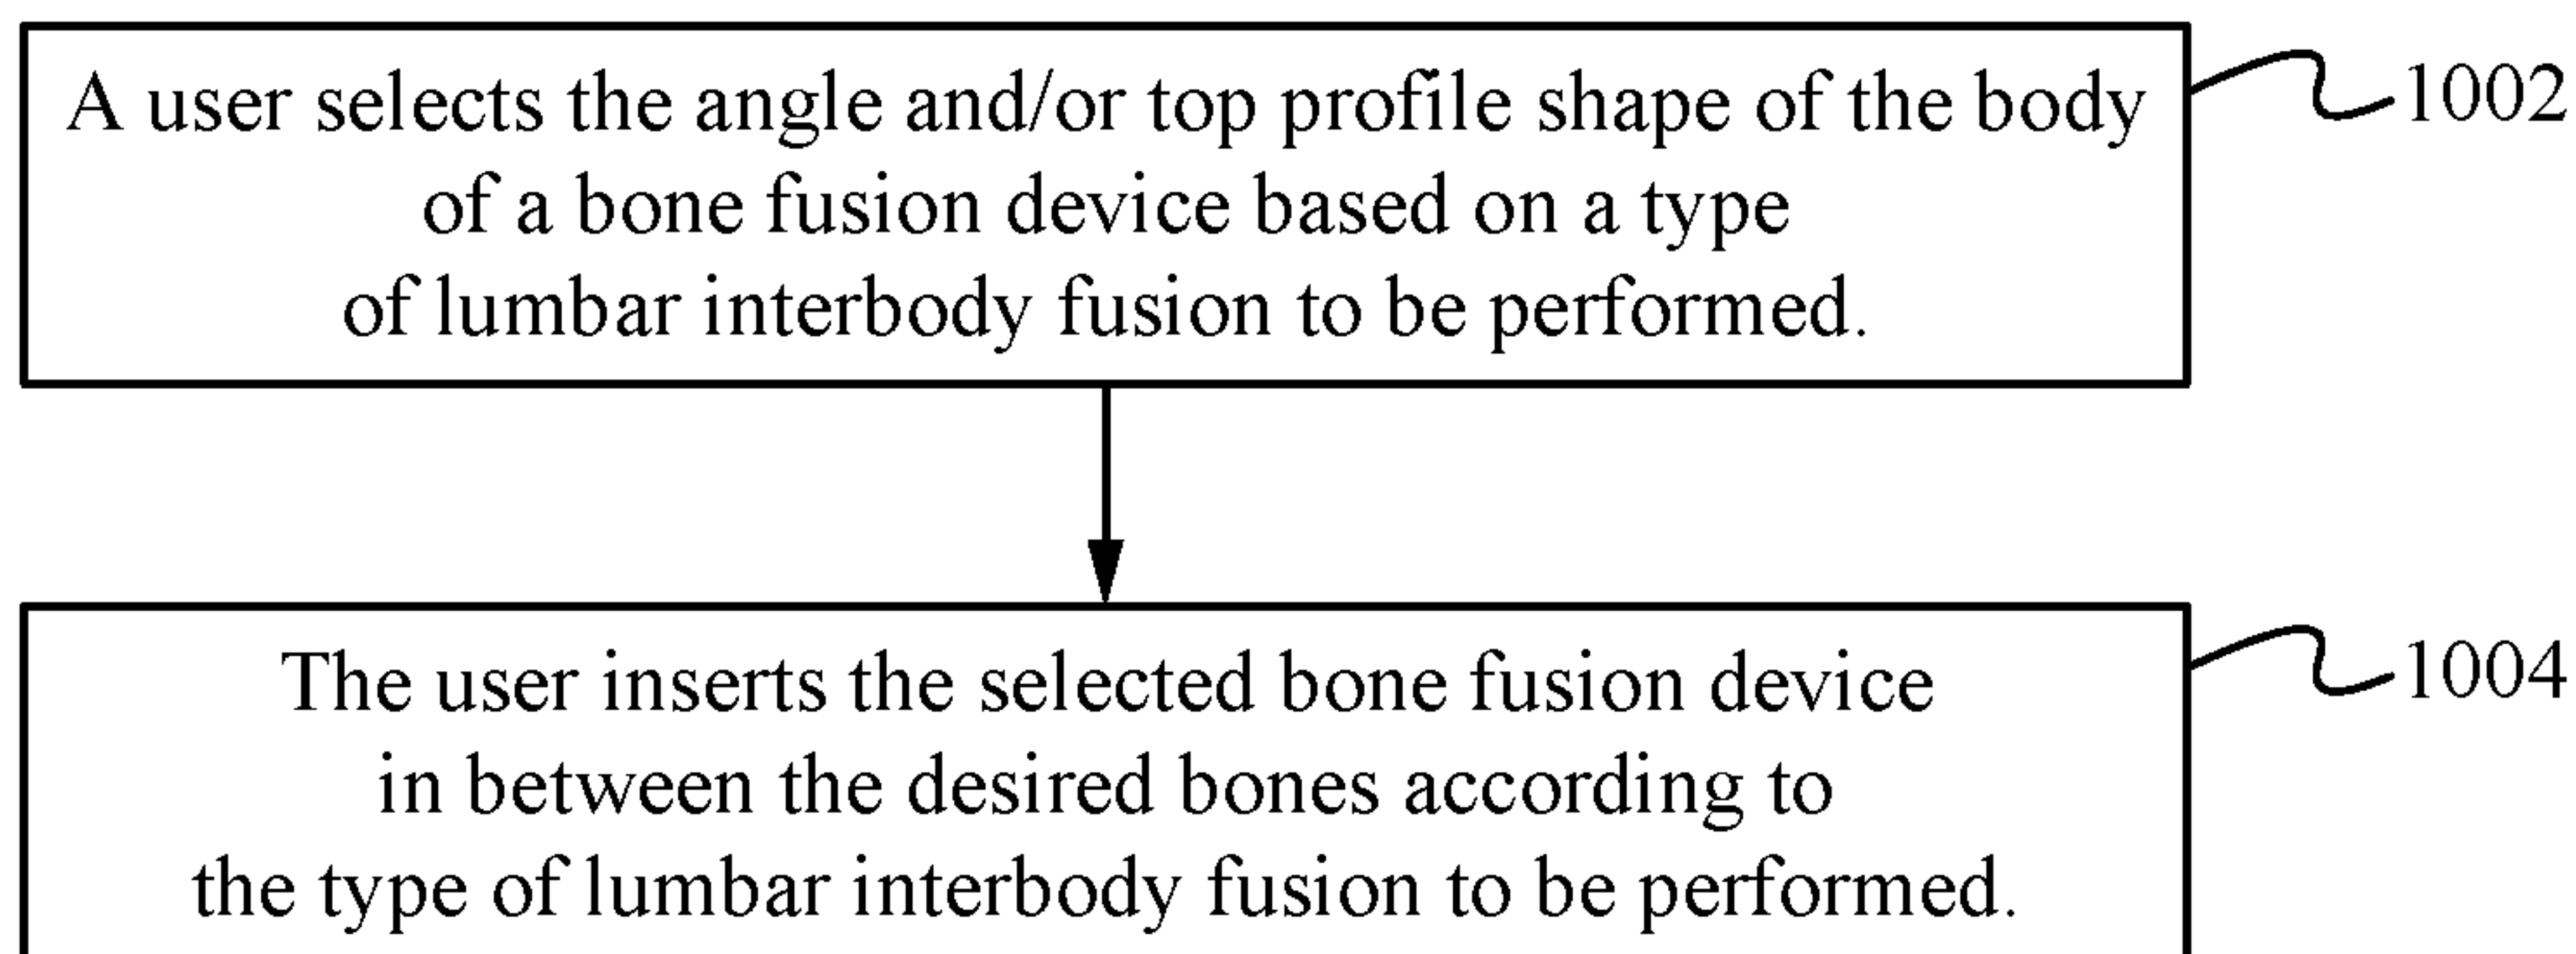 A user selects the angle and/or top profile shape of the body
of a bone fusion device based on a type
of lumbar interbody fusion to be performed.
1002
The user inserts the selected bone fusion device
in between the desired bones according to
the type of lumbar interbody fusion to be performed.
1004